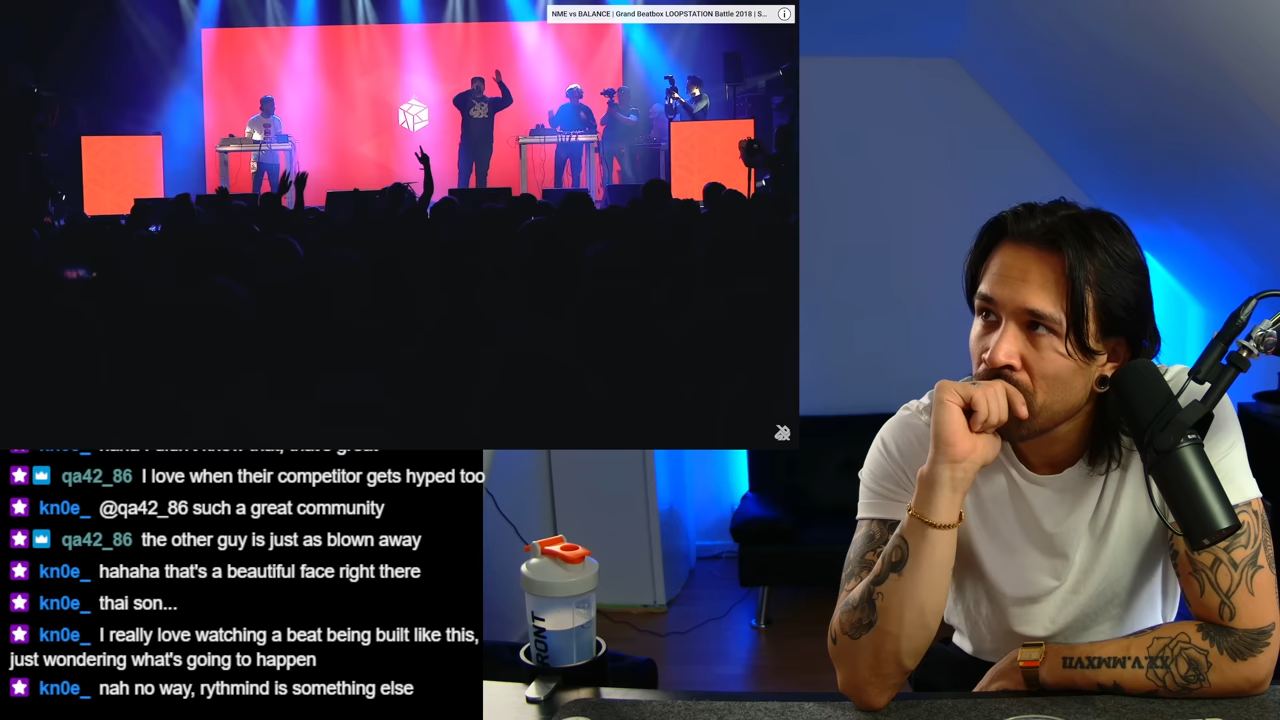 NME vs BALANCE | Grand Beatbox LOOPSTATION Battle 2018 | S...
qa42_86 I love when their competitor gets hyped too
kn0e_ @qa42_86 such a great community
qa42_86 the other guy is just as blown away
kn0e_ hahaha that's a beautiful face right there
kn0e_ thai son...
kn0e_ I really love watching a beat being built like this,
just wondering what's going to happen
kn0e_ nah no way, rythmind is something else
RONT
XX.V.MMXVII